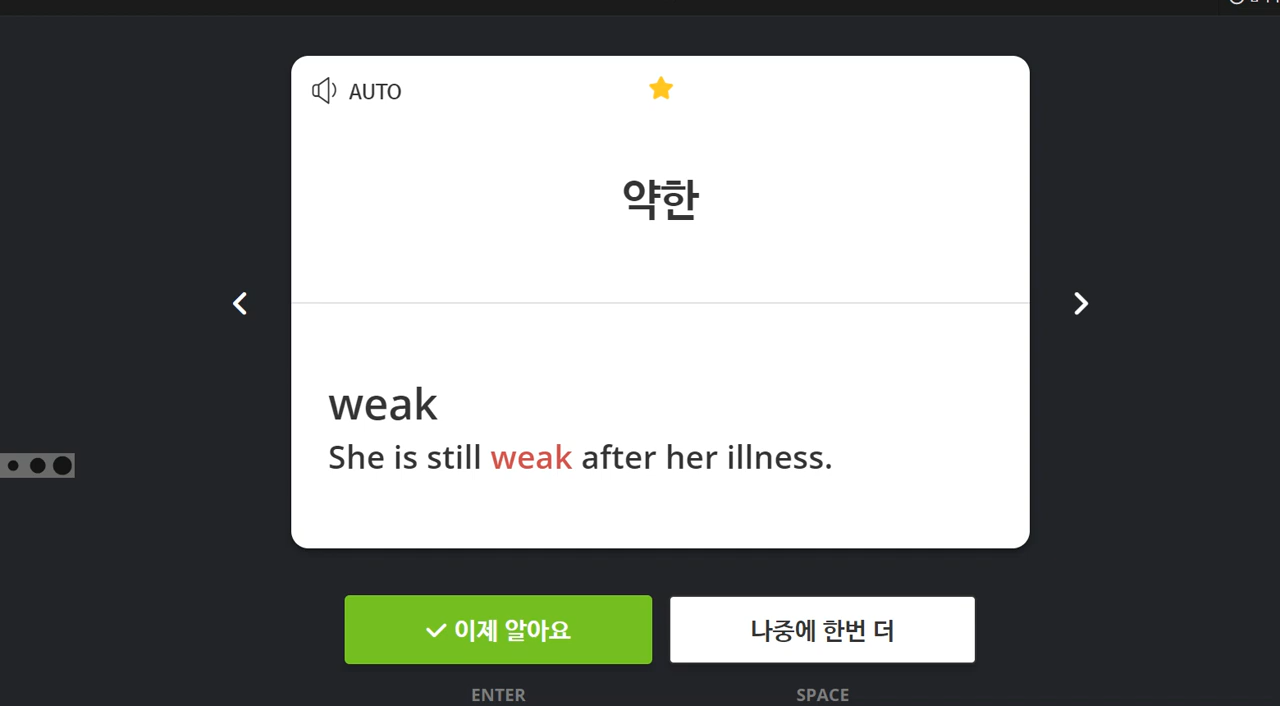 AUTO
약한
weak
She is still weak after her illness.
이제 알아요
나중에 한번 더
ENTER
SPACE